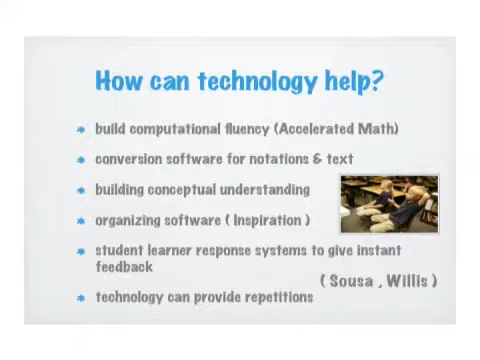 How can technology help?
build computational fluency (Accelerated Math)
conversion software for notations & text
building conceptual understanding
organizing software ( Inspiration )
student learner response systems to give instant
feedback
( Sousa , Willis )
technology can provide repetitions